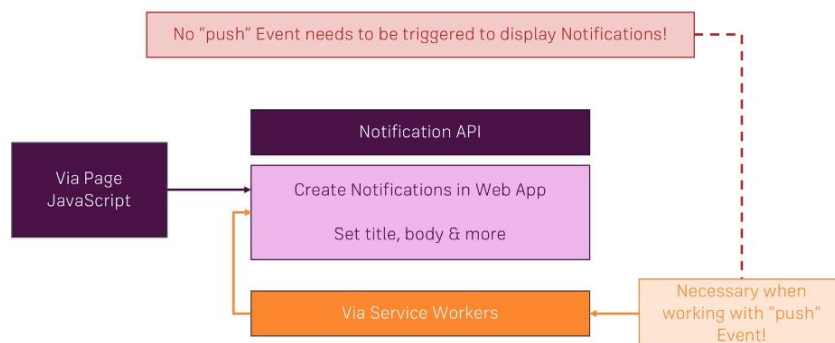 No “push” Event needs to be triggered to display Notifications!
Notification API
Via Page
JavaScript
Create Notifications in Web App
Set title, body & more
Via Service Workers
Necessary when
working with “push”
Event!